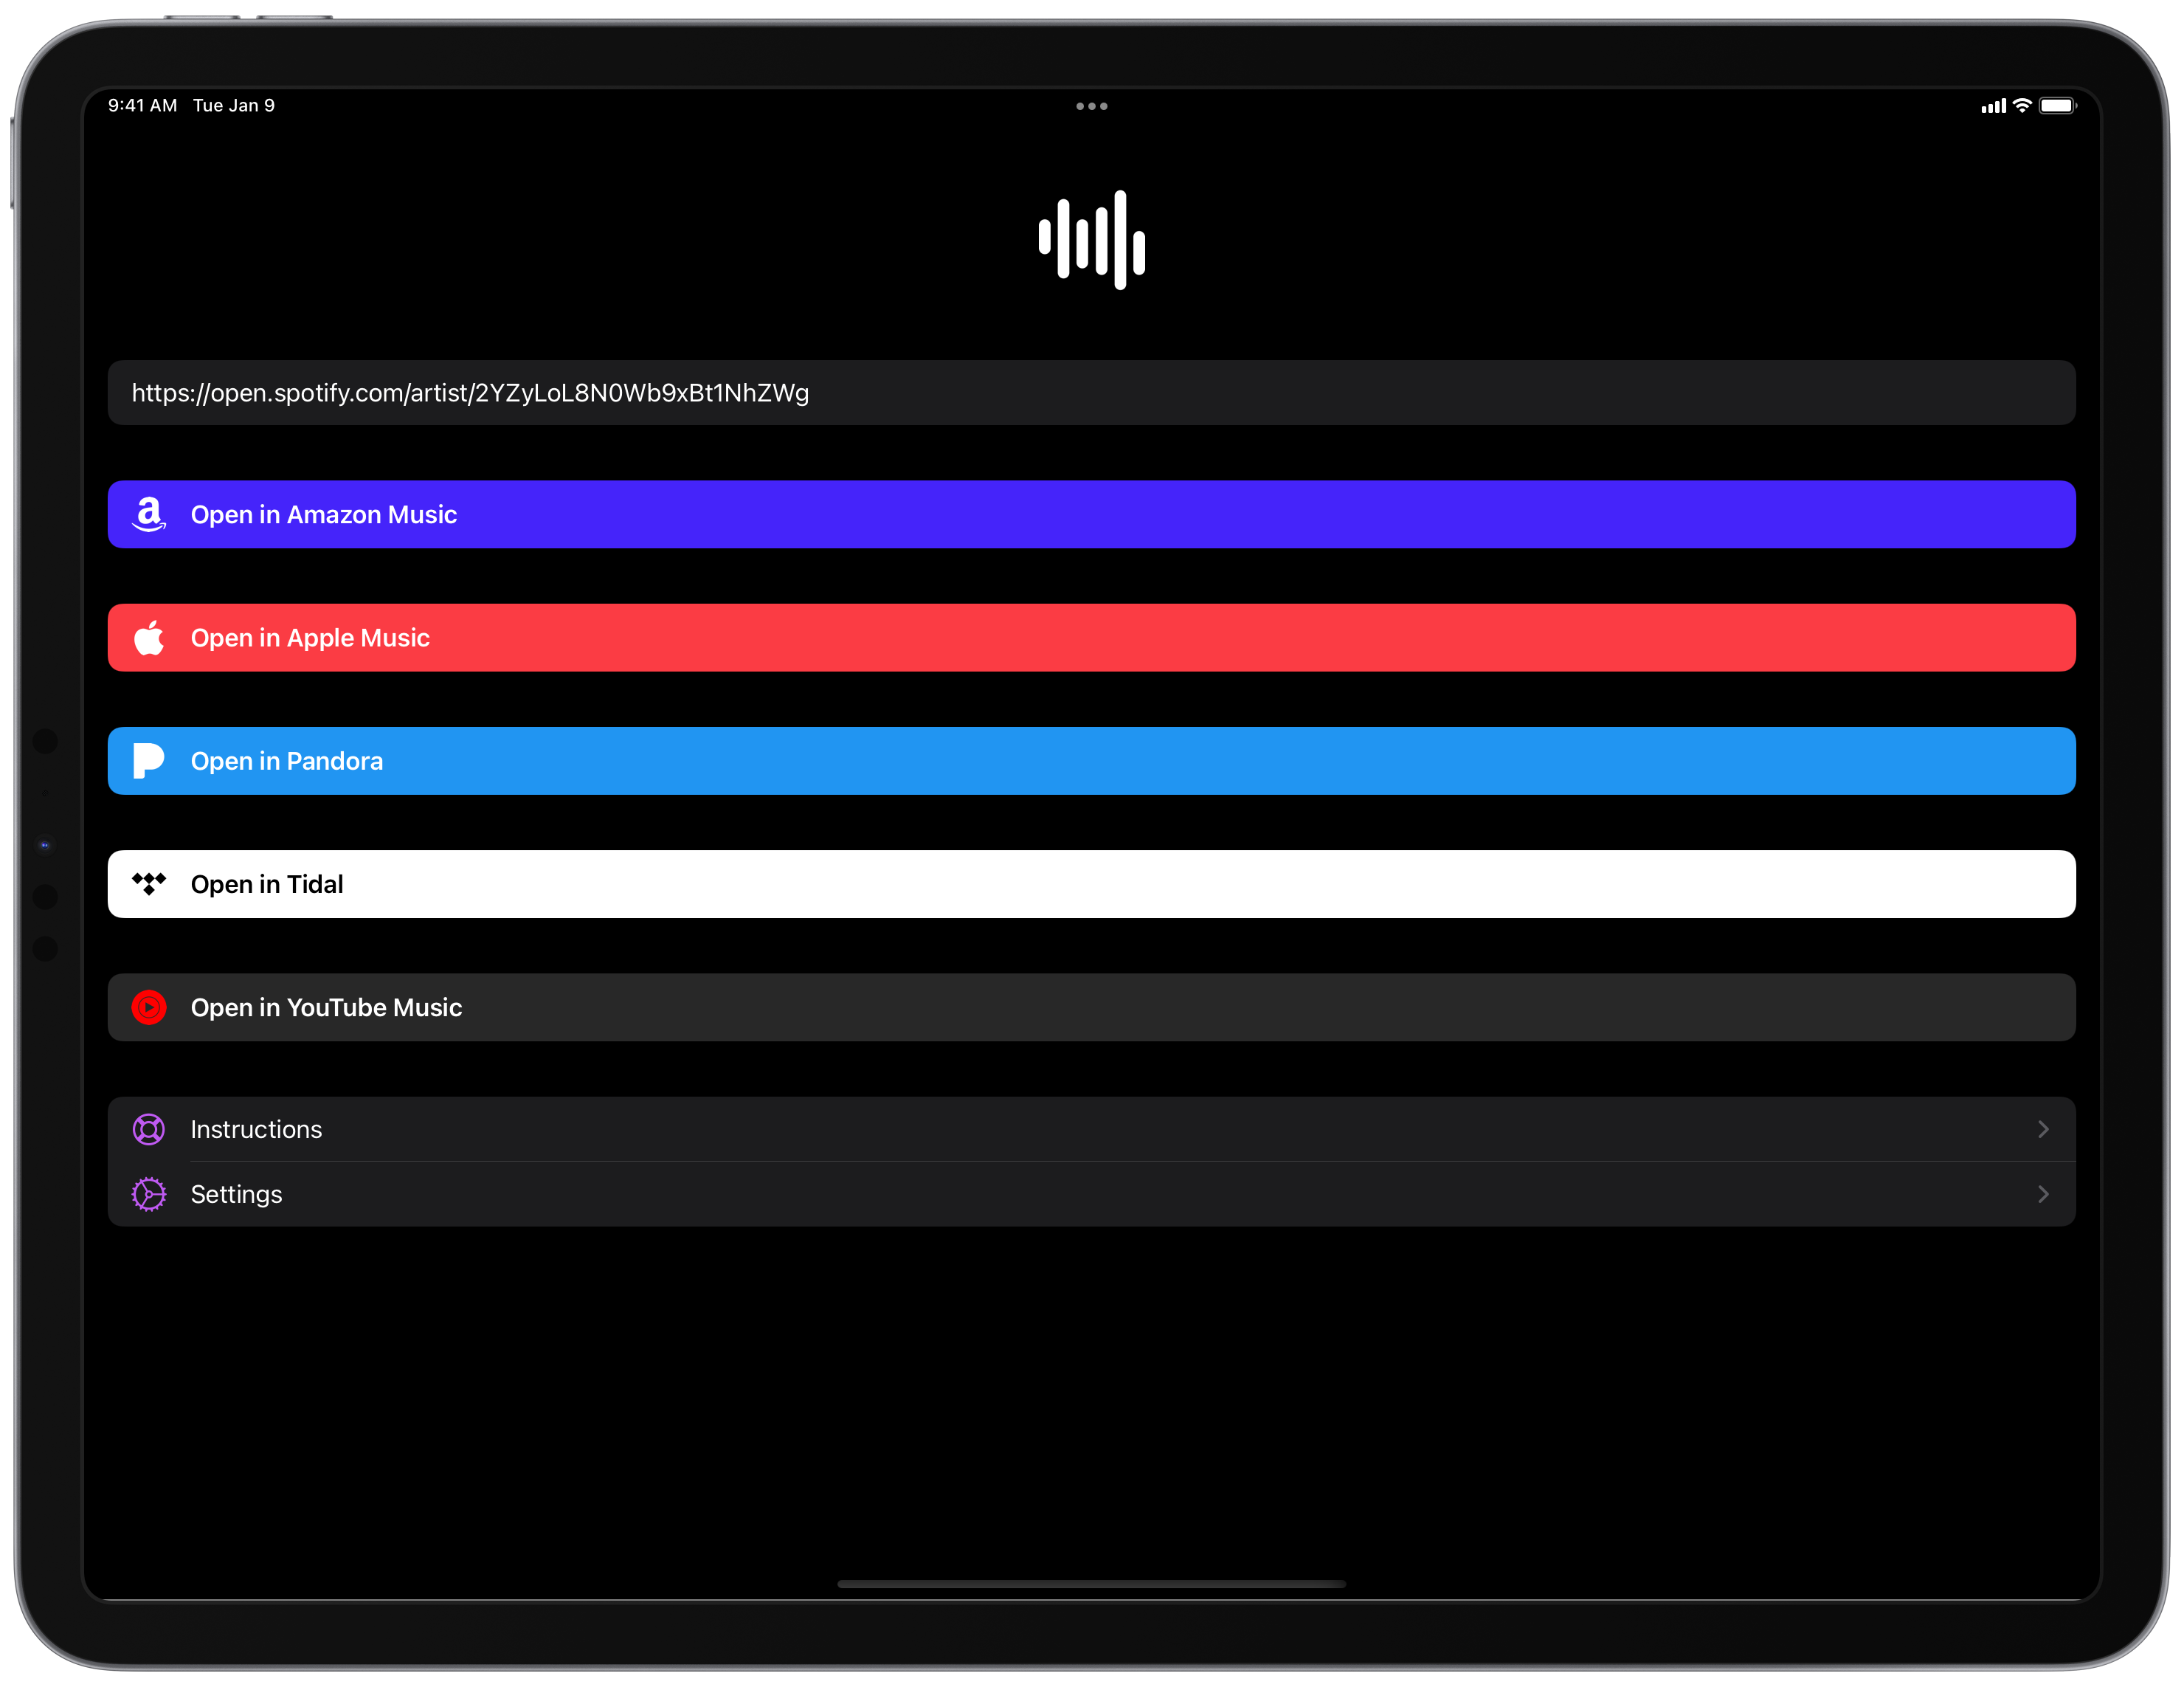 9:41 AM Tue Jan 9
https://open.spotify.com/artist/2YZyLoL8N0Wb9xBt1NhZWg
Open in Amazon Music
Open in Apple Music
Open in Pandora
Open in Tidal
Open in YouTube Music
Instructions
Settings